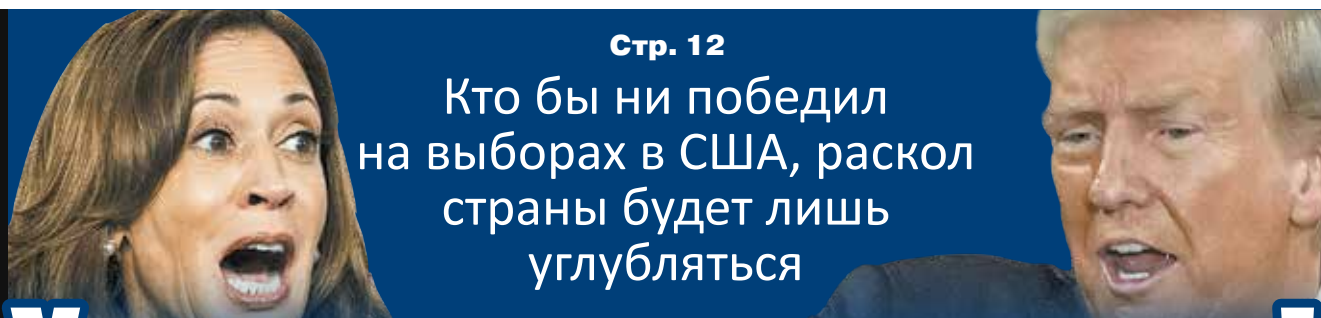 Стр. 12
Кто бы ни победил
на выборах в США, раскол
страны будет лишь
углубляться